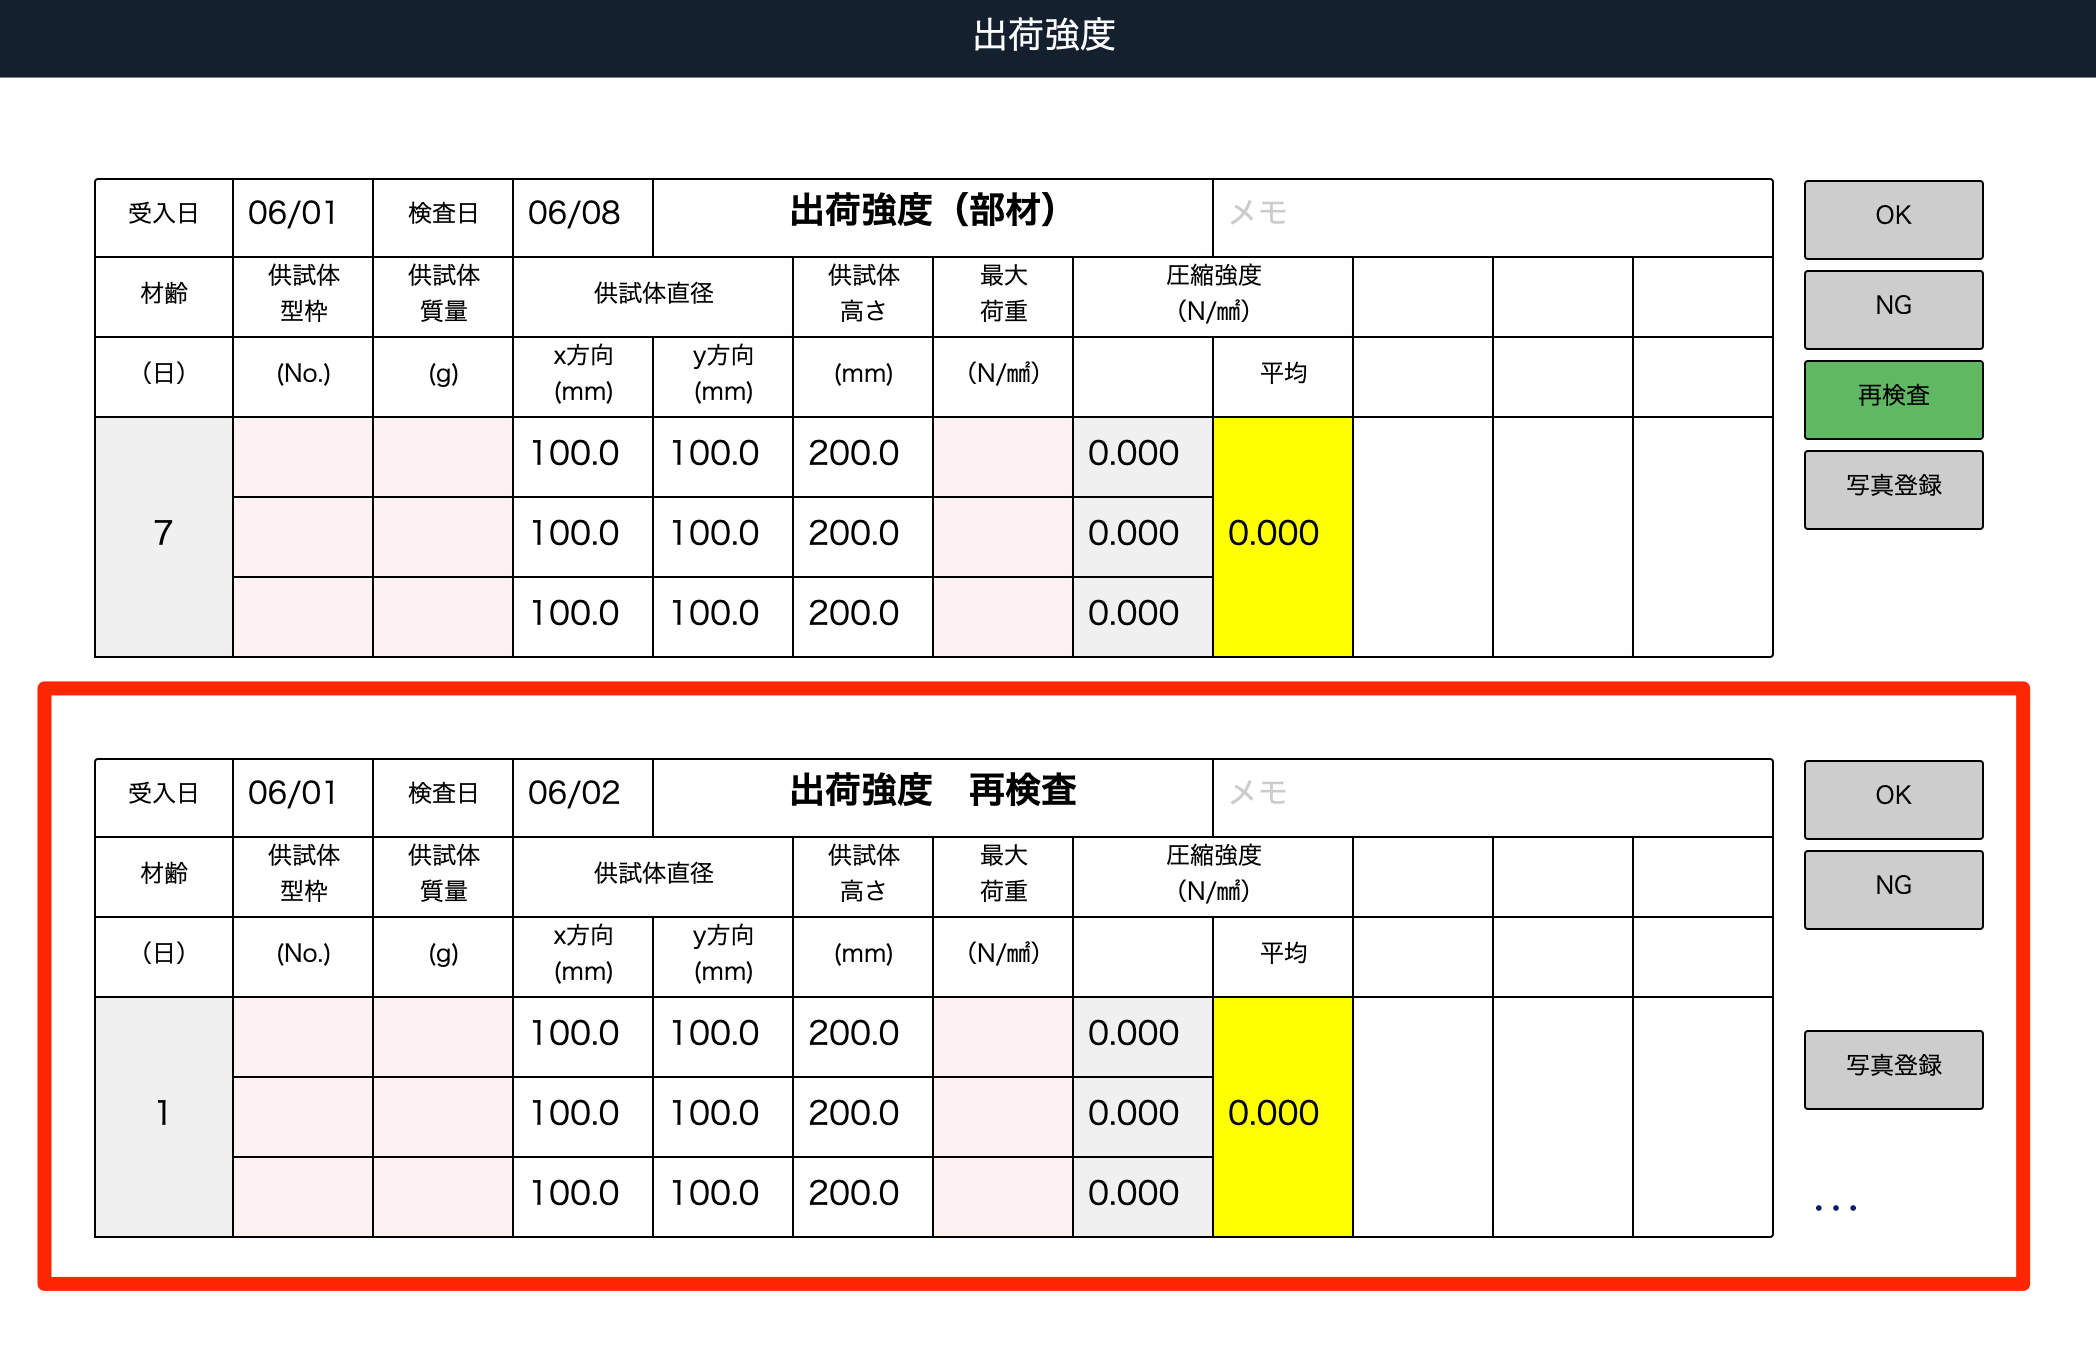 出荷強度
受入日 06/01 検査日 06/08 出荷強度（部材） メモ
OK
材齢 供試体 供試体 供試体直径 供試体 最大 圧縮強度
型枠 質量 高さ 荷重 （N/㎟）
NG
（日） (No.) (g) x方向 y方向 (mm) （N/㎟） 平均
(mm) (mm)
再検査
100.0 100.0 200.0 0.000
写真登録
7 100.0 100.0 200.0 0.000 0.000
100.0 100.0 200.0 0.000
受入日 06/01 検査日 06/02 出荷強度　再検査 メモ
OK
材齢 供試体 供試体 供試体直径 供試体 最大 圧縮強度
型枠 質量 高さ 荷重 （N/㎟）
NG
（日） (No.) (g) x方向 y方向 (mm) （N/㎟） 平均
(mm) (mm)
100.0 100.0 200.0 0.000
写真登録
1 100.0 100.0 200.0 0.000 0.000
100.0 100.0 200.0 0.000
...